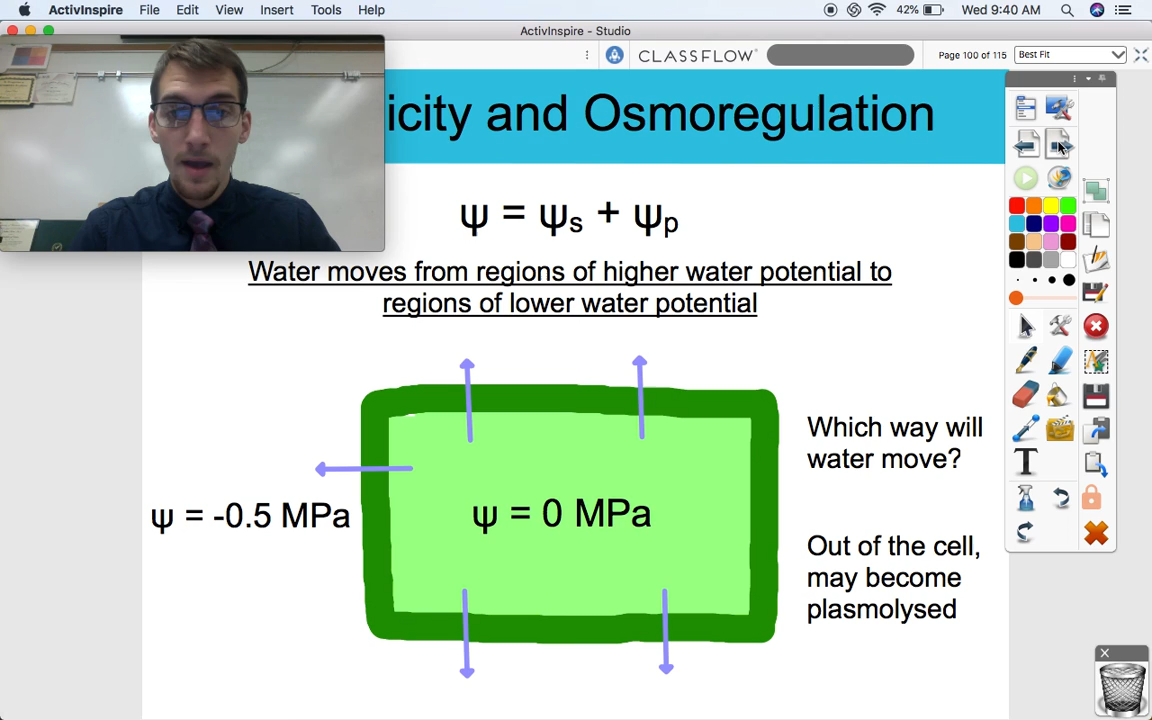 ActivInspire File Edit View Insert Tools Help 42% Wed 9:40 AM
ActivInspire - Studio
CLASSFLOW Page 100 of 115 Best Fit
icity and Osmoregulation
ψ = ψs + ψp
Water moves from regions of higher water potential to
regions of lower water potential
Which way will
water move?
ψ = -0.5 MPa
ψ = 0 MPa
Out of the cell,
may become
plasmolysed